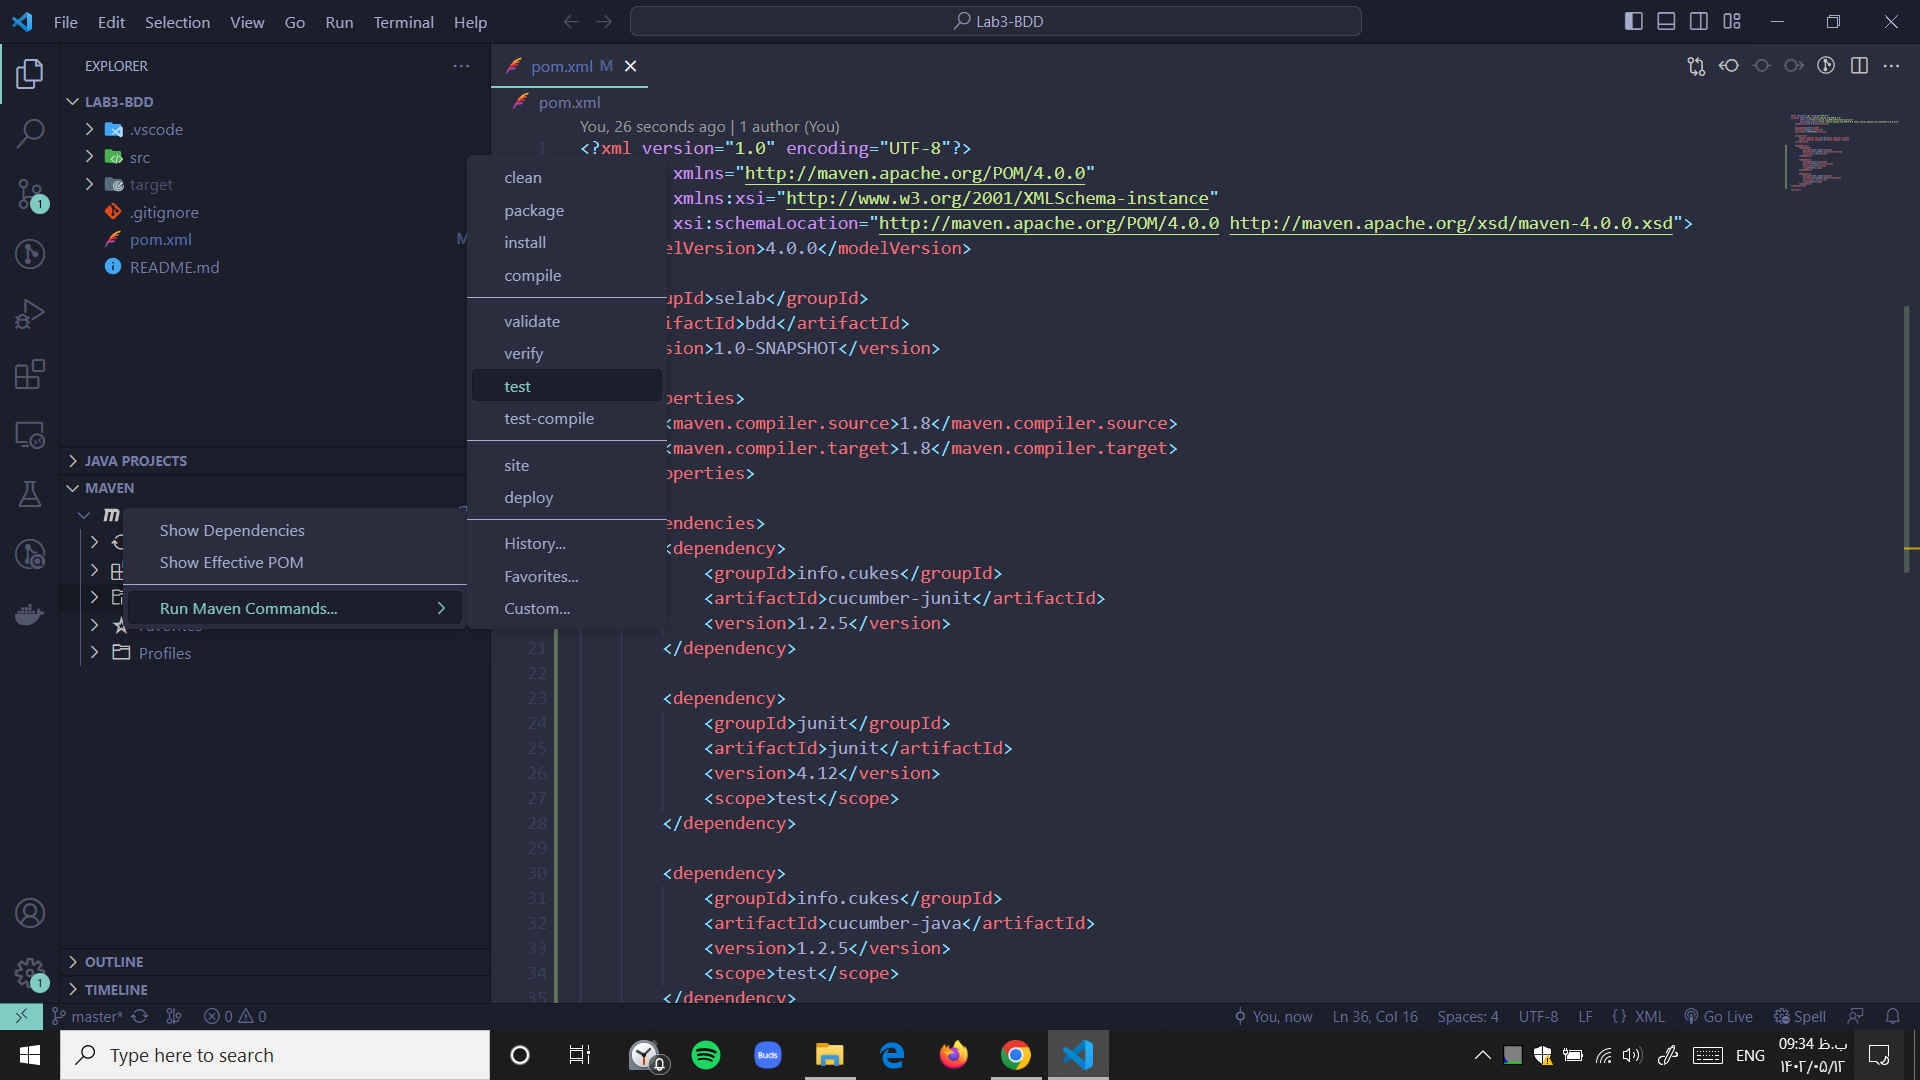 File Edit Selection View Go Run Terminal Help
Lab3-BDD
EXPLORER
LAB3-BDD
.vscode
src
target
.gitignore
pom.xml M
README.md
JAVA PROJECTS
MAVEN
Show Dependencies
Show Effective POM
Run Maven Commands...
Favorites
Profiles
OUTLINE
TIMELINE
clean
package
install
compile
validate
verify
test
test-compile
site
deploy
History...
Favorites...
Custom...
pom.xml M
pom.xml
You, 26 seconds ago | 1 author (You)
1 <?xml version="1.0" encoding="UTF-8"?>
xmlns="http://maven.apache.org/POM/4.0.0"
xmlns:xsi="http://www.w3.org/2001/XMLSchema-instance"
xsi:schemaLocation="http://maven.apache.org/POM/4.0.0 http://maven.apache.org/xsd/maven-4.0.0.xsd">
elVersion>4.0.0</modelVersion>
upId>selab</groupId>
ifactId>bdd</artifactId>
sion>1.0-SNAPSHOT</version>
perties>
<maven.compiler.source>1.8</maven.compiler.source>
<maven.compiler.target>1.8</maven.compiler.target>
operties>
endencies>
<dependency>
<groupId>info.cukes</groupId>
<artifactId>cucumber-junit</artifactId>
<version>1.2.5</version>
21 </dependency>
22
23 <dependency>
24 <groupId>junit</groupId>
25 <artifactId>junit</artifactId>
26 <version>4.12</version>
27 <scope>test</scope>
28 </dependency>
29
30 <dependency>
31 <groupId>info.cukes</groupId>
32 <artifactId>cucumber-java</artifactId>
33 <version>1.2.5</version>
34 <scope>test</scope>
35 </dependency>
master* 0 0 You, now Ln 36, Col 16 Spaces: 4 UTF-8 LF {} XML Go Live Spell
Type here to search
Buds
ENG
09:34 ب.ظ
۱۴۰۲/۰۵/۱۲